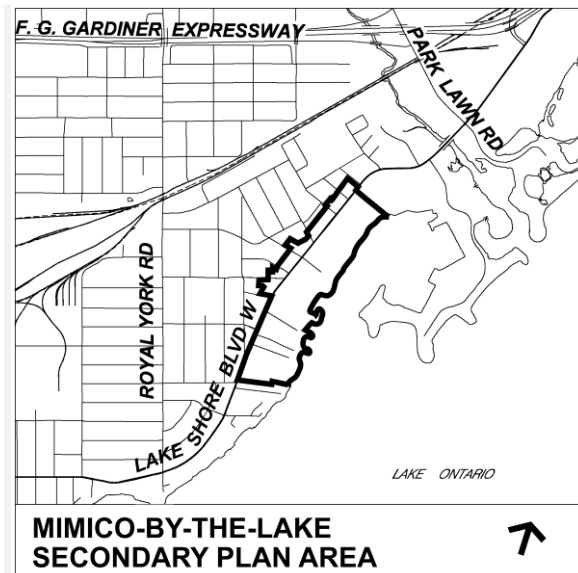 F. G. GARDINER EXPRESSWAY
PARK LAWN RD
ROYAL YORK RD
LAKE SHORE BLVD W
LAKE ONTARIO
MIMICO-BY-THE-LAKE
SECONDARY PLAN AREA